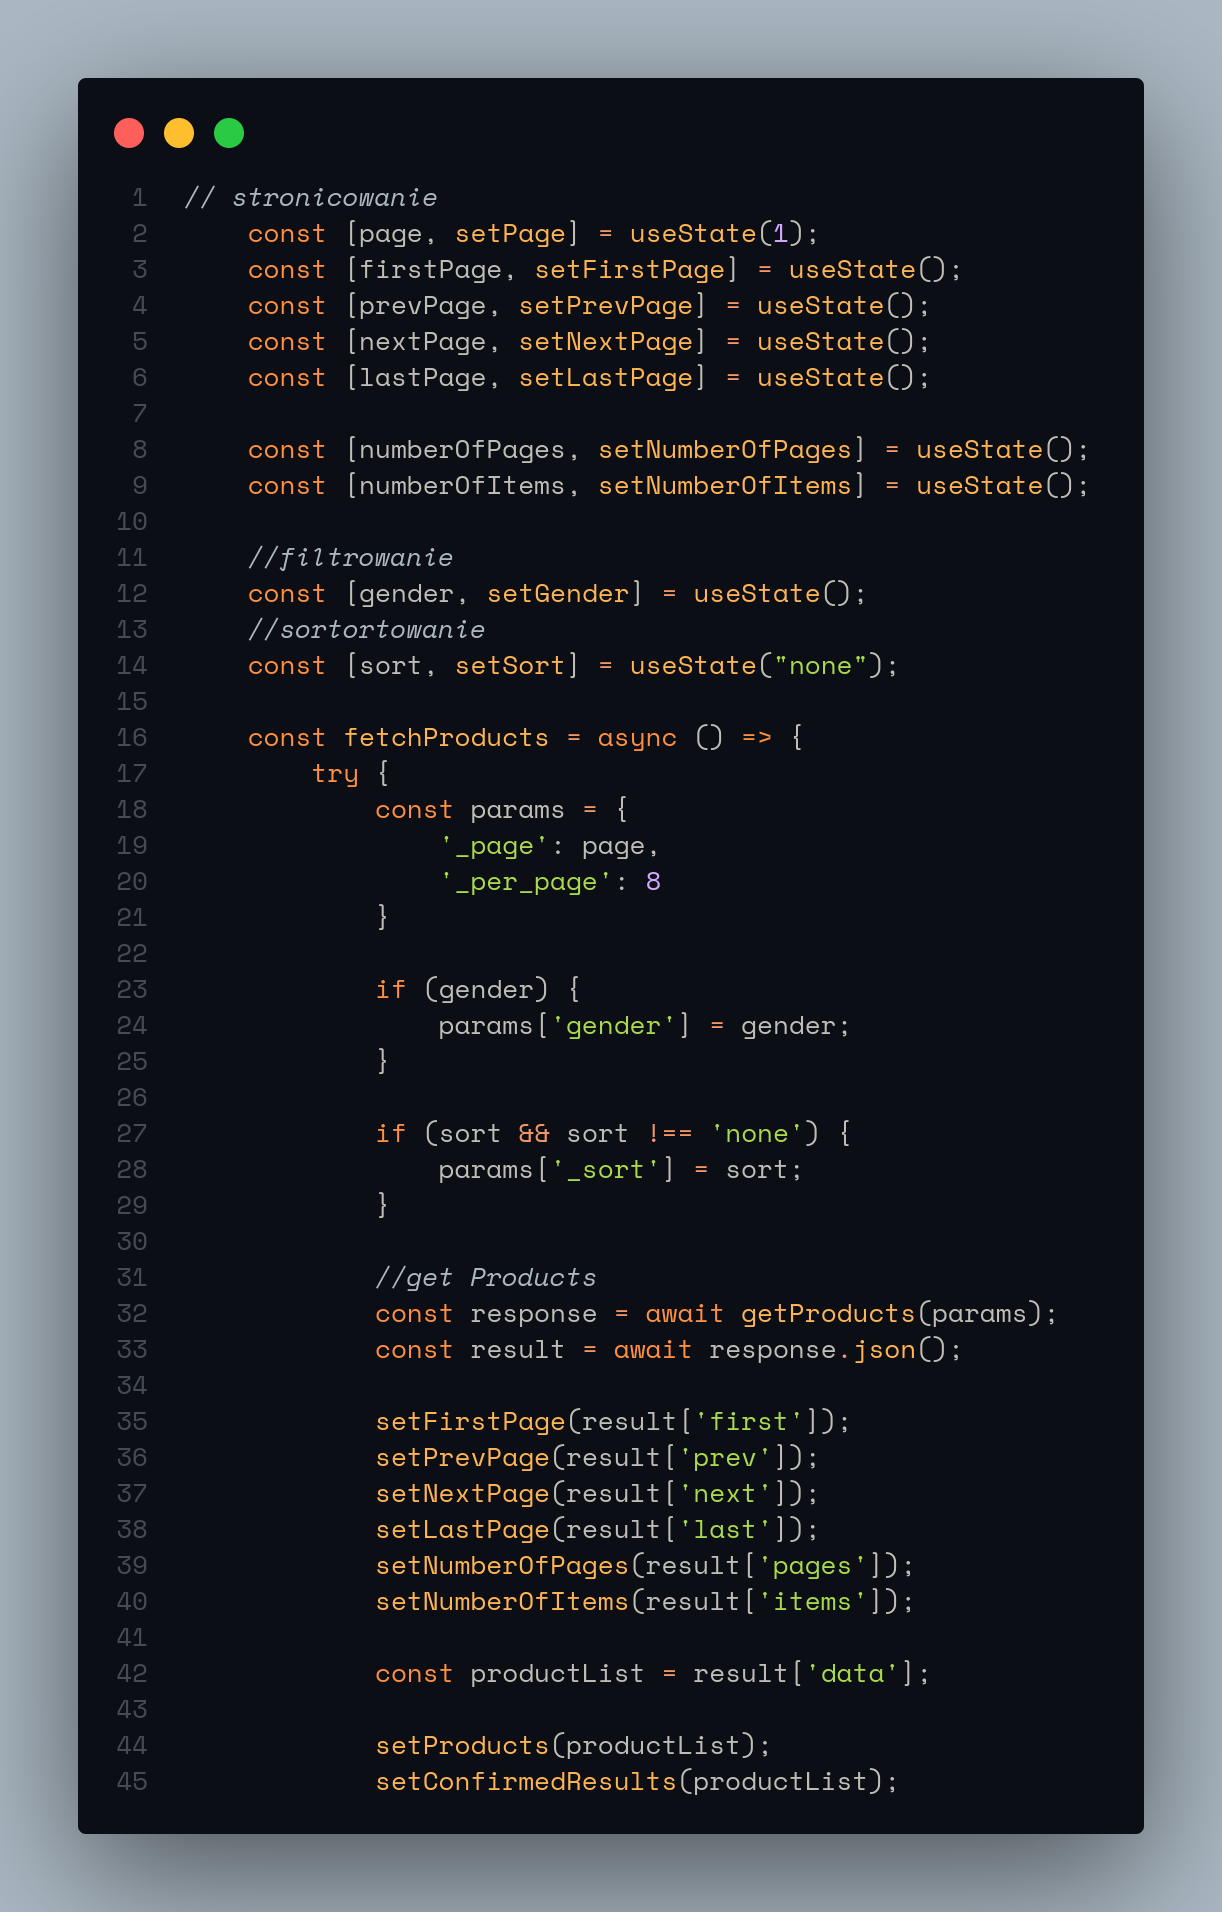 1 // stronicowanie
2 const [page, setPage] = useState(1);
3 const [firstPage, setFirstPage] = useState();
4 const [prevPage, setPrevPage] = useState();
5 const [nextPage, setNextPage] = useState();
6 const [lastPage, setLastPage] = useState();
7
8 const [numberOfPages, setNumberOfPages] = useState();
9 const [numberOfItems, setNumberOfItems] = useState();
10
11 //filtrowanie
12 const [gender, setGender] = useState();
13 //sortortowanie
14 const [sort, setSort] = useState("none");
15
16 const fetchProducts = async () => {
17 try {
18 const params = {
19 '_page': page,
20 '_per_page': 8
21 }
22
23 if (gender) {
24 params['gender'] = gender;
25 }
26
27 if (sort && sort !== 'none') {
28 params['_sort'] = sort;
29 }
30
31 //get Products
32 const response = await getProducts(params);
33 const result = await response.json();
34
35 setFirstPage(result['first']);
36 setPrevPage(result['prev']);
37 setNextPage(result['next']);
38 setLastPage(result['last']);
39 setNumberOfPages(result['pages']);
40 setNumberOfItems(result['items']);
41
42 const productList = result['data'];
43
44 setProducts(productList);
45 setConfirmedResults(productList);